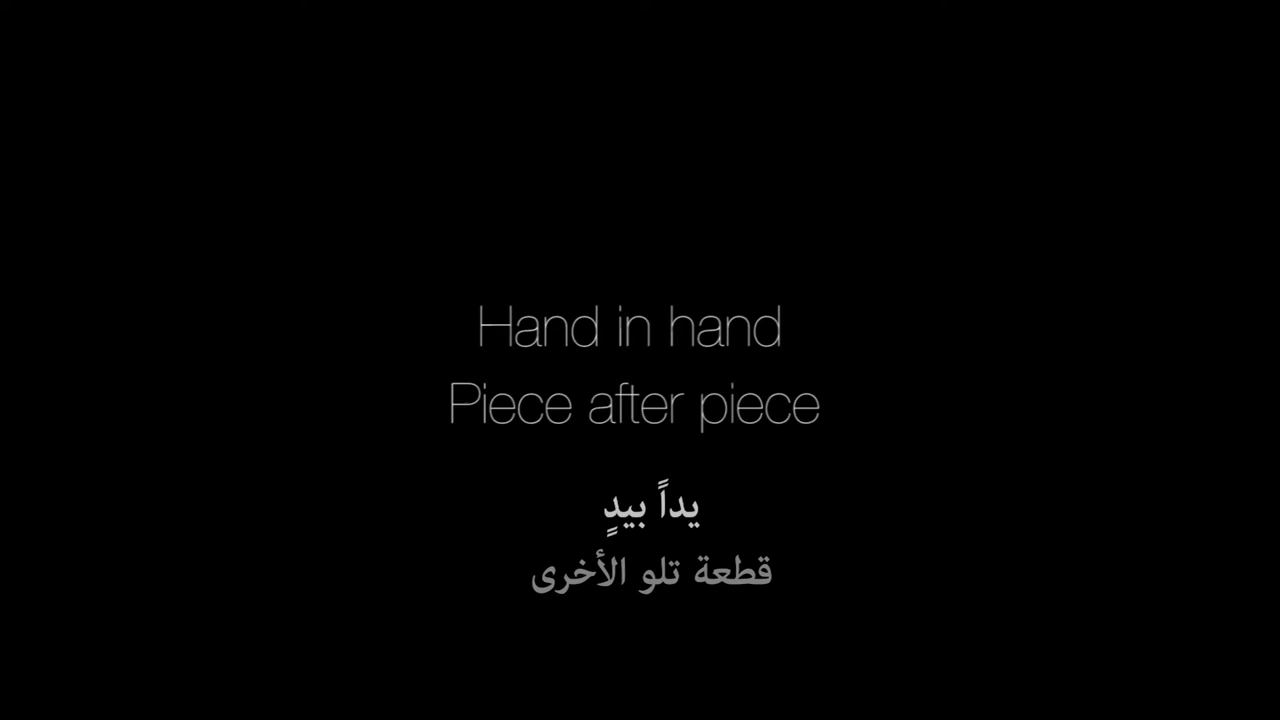 Hand in hand
Piece after piece
يداً بيدٍ
قطعة تلو الأخرى